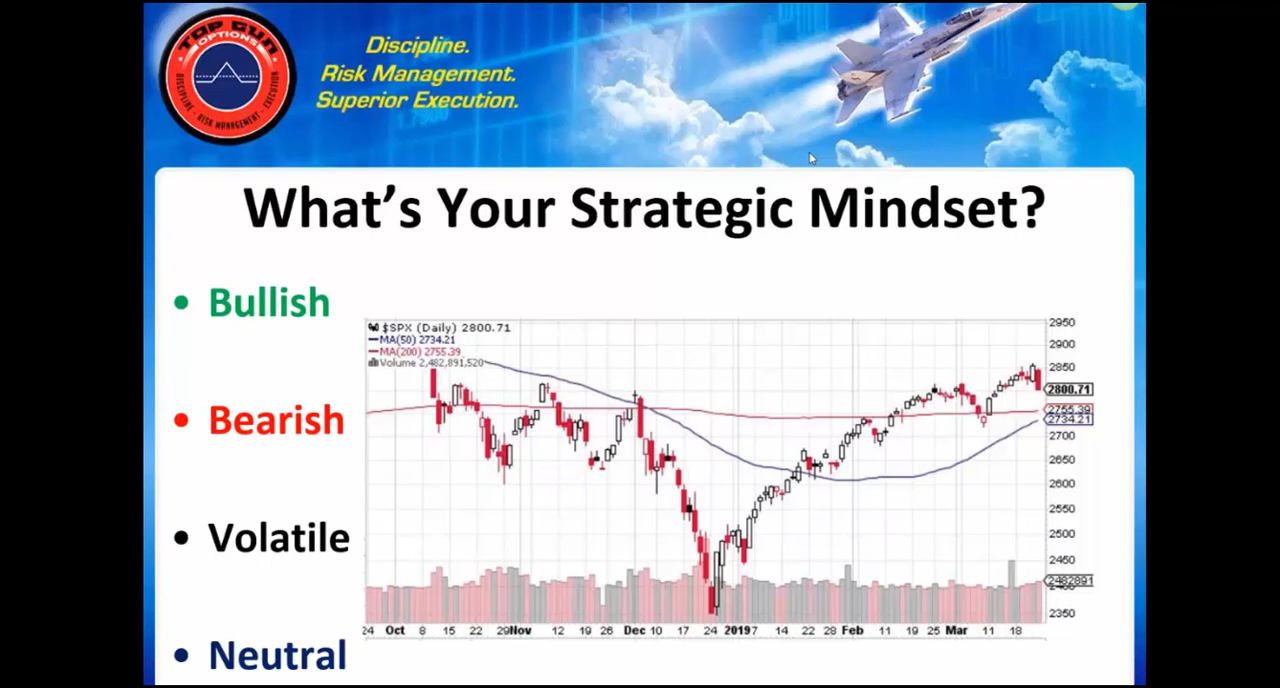 TOP GUN
OPTIONS
DISCIPLINE - RISK MANAGEMENT - EXECUTION
Discipline.
Risk Management.
Superior Execution.
What's Your Strategic Mindset?
• Bullish
• Bearish
• Volatile
• Neutral
$SPX (Daily) 2800.71
MA(50) 2734.21
MA(200) 2755.39
Volume 2,482,891,520
2950
2900
2850
2800.71
2755.39
2734.21
2700
2650
2600
2550
2500
2450
2482891
2350
24 Oct 8 15 22 29 Nov 12 19 26 Dec 10 17 24 2019 7 14 22 28 Feb 11 19 25 Mar 11 18